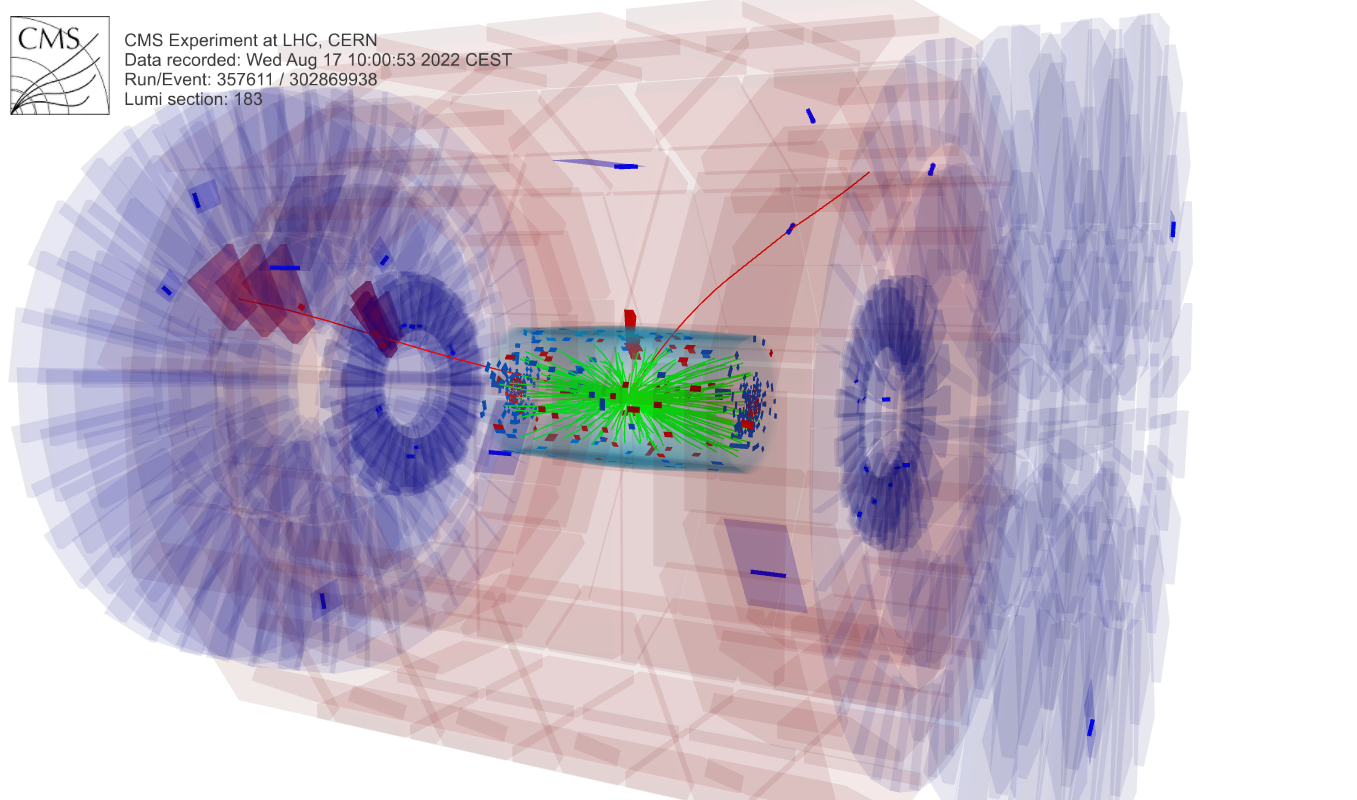 CMS
CMS Experiment at LHC, CERN
Data recorded: Wed Aug 17 10:00:53 2022 CEST
Run/Event: 357611 / 302869938
Lumi section: 183